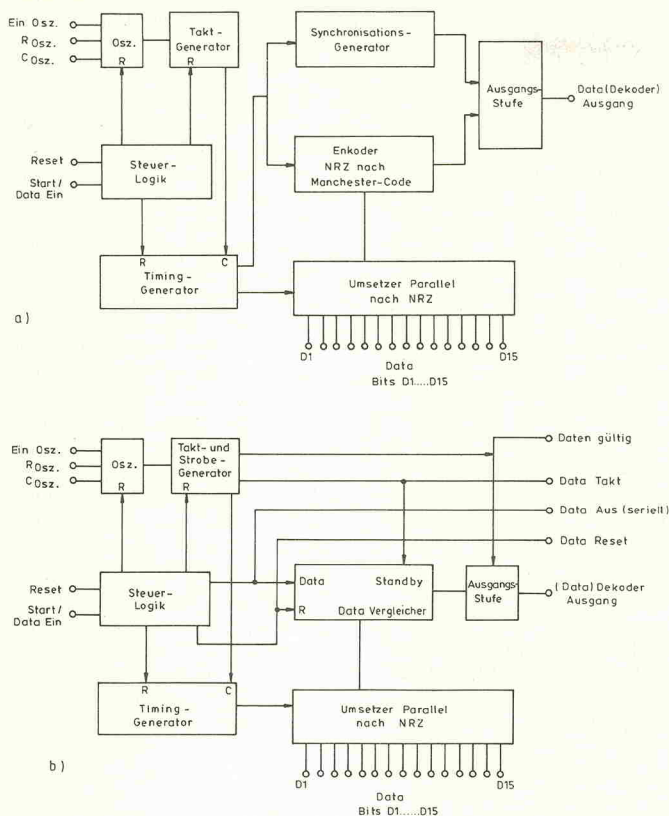 Ein Osz.
R Osz.
C Osz.
Osz.
R
Takt-
Generator
R
Synchronisations-
Generator
Ausgangs-
Stufe
Data(Dekoder)
Ausgang
Reset
Start/
Data Ein
Steuer-
Logik
Enkoder
NRZ nach
Manchester-Code
R
C
Timing-
Generator
Umsetzer Parallel
nach NRZ
a)
D1
D15
Data
Bits D1.....D15
Ein Osz.
R Osz.
C Osz.
Osz.
R
Takt- und
Strobe-
Generator
R
Daten gültig
Data Takt
Data Aus (seriell)
Data Reset
Reset
Start/
Data Ein
Steuer-
Logik
Data
Standby
R
Data Vergleicher
Ausgangs-
Stufe
(Data) Dekoder
Ausgang
R
C
Timing-
Generator
Umsetzer Parallel
nach NRZ
b)
D1
D15
Data
Bits D1......D15